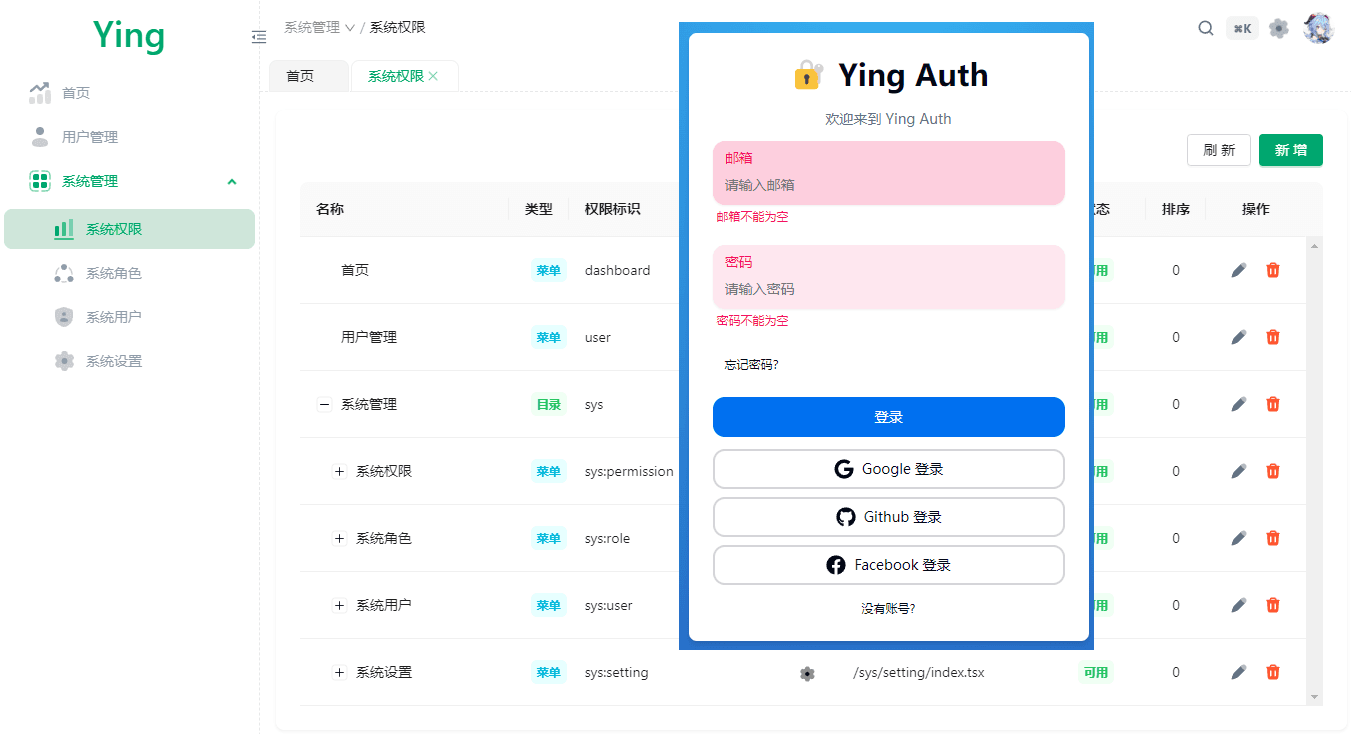 Ying
首页
用户管理
系统管理
系统权限
系统角色
系统用户
系统设置
系统管理 / 系统权限
⌘K
首页
系统权限
刷 新
新 增
名称 类型 权限标识 态 排序 操作
首页 菜单 dashboard 用 0
用户管理 菜单 user 用 0
系统管理 目录 sys 用 0
系统权限 菜单 sys:permission 用 0
系统角色 菜单 sys:role 用 0
系统用户 菜单 sys:user 用 0
系统设置 菜单 sys:setting /sys/setting/index.tsx 可用 0
Ying Auth
欢迎来到 Ying Auth
邮箱
请输入邮箱
邮箱不能为空
密码
请输入密码
密码不能为空
忘记密码?
登录
Google 登录
Github 登录
Facebook 登录
没有账号?